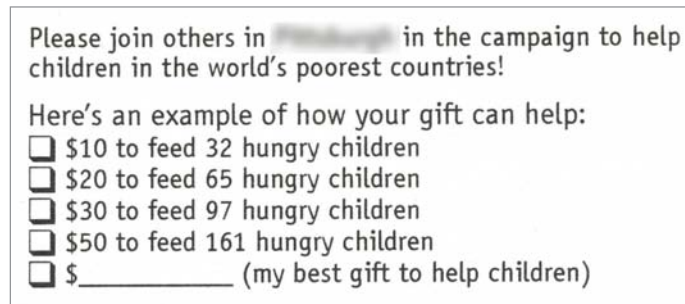 Please join others in in the campaign to help
children in the world's poorest countries!
Here's an example of how your gift can help:
❏ $10 to feed 32 hungry children
❏ $20 to feed 65 hungry children
❏ $30 to feed 97 hungry children
❏ $50 to feed 161 hungry children
❏ $____________ (my best gift to help children)